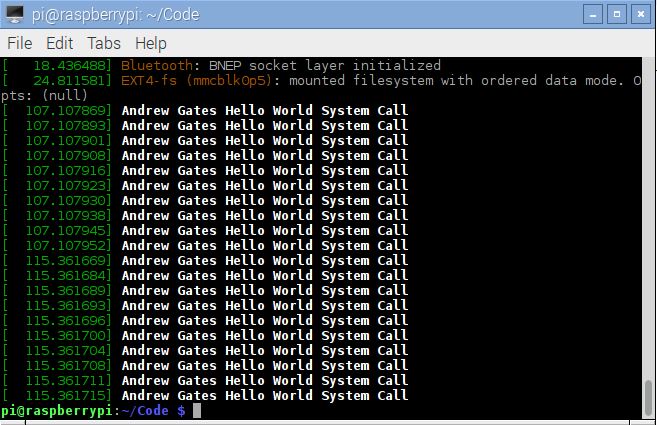 pi@raspberrypi: ~/Code
File Edit Tabs Help
[   18.436488] Bluetooth: BNEP socket layer initialized
[   24.811581] EXT4-fs (mmcblk0p5): mounted filesystem with ordered data mode. O
pts: (null)
[  107.107869] Andrew Gates Hello World System Call
[  107.107893] Andrew Gates Hello World System Call
[  107.107901] Andrew Gates Hello World System Call
[  107.107908] Andrew Gates Hello World System Call
[  107.107916] Andrew Gates Hello World System Call
[  107.107923] Andrew Gates Hello World System Call
[  107.107930] Andrew Gates Hello World System Call
[  107.107938] Andrew Gates Hello World System Call
[  107.107945] Andrew Gates Hello World System Call
[  107.107952] Andrew Gates Hello World System Call
[  115.361669] Andrew Gates Hello World System Call
[  115.361684] Andrew Gates Hello World System Call
[  115.361689] Andrew Gates Hello World System Call
[  115.361693] Andrew Gates Hello World System Call
[  115.361696] Andrew Gates Hello World System Call
[  115.361700] Andrew Gates Hello World System Call
[  115.361704] Andrew Gates Hello World System Call
[  115.361708] Andrew Gates Hello World System Call
[  115.361711] Andrew Gates Hello World System Call
[  115.361715] Andrew Gates Hello World System Call
pi@raspberrypi:~/Code $